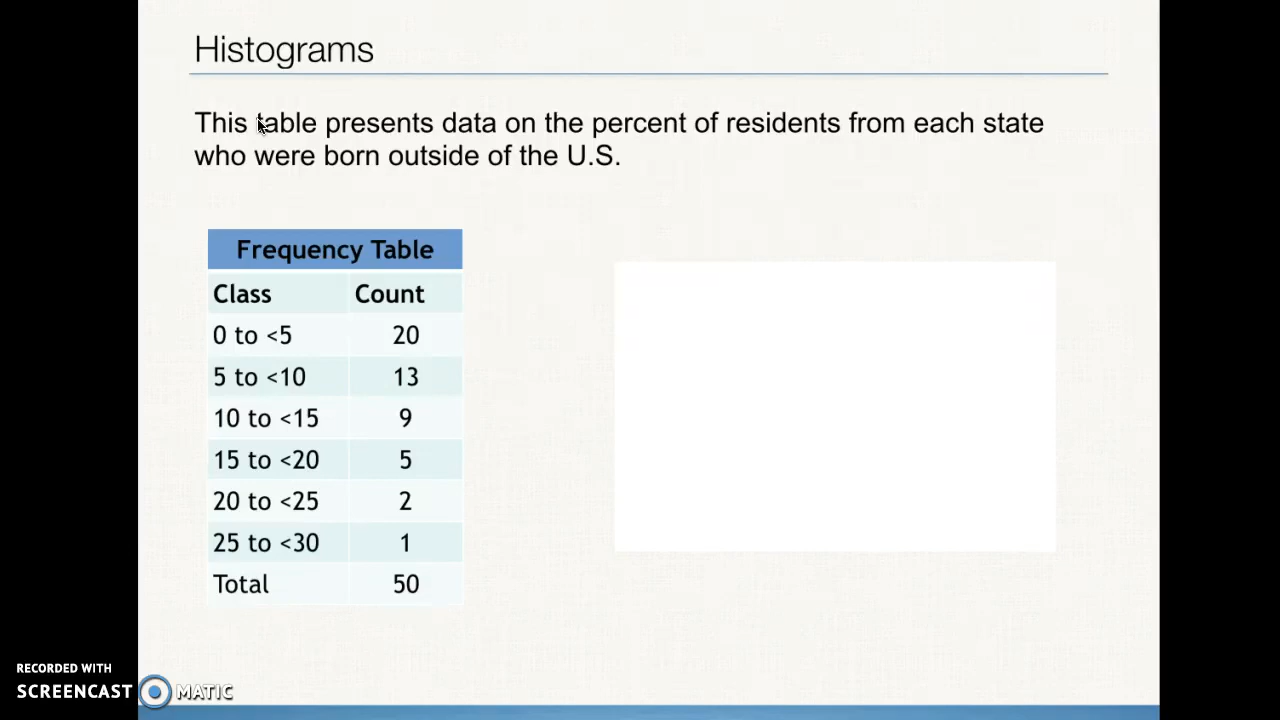 Histograms
This table presents data on the percent of residents from each state
who were born outside of the U.S.
Frequency Table
Class Count
0 to <5 20
5 to <10 13
10 to <15 9
15 to <20 5
20 to <25 2
25 to <30 1
Total 50
RECORDED WITH
SCREENCAST MATIC